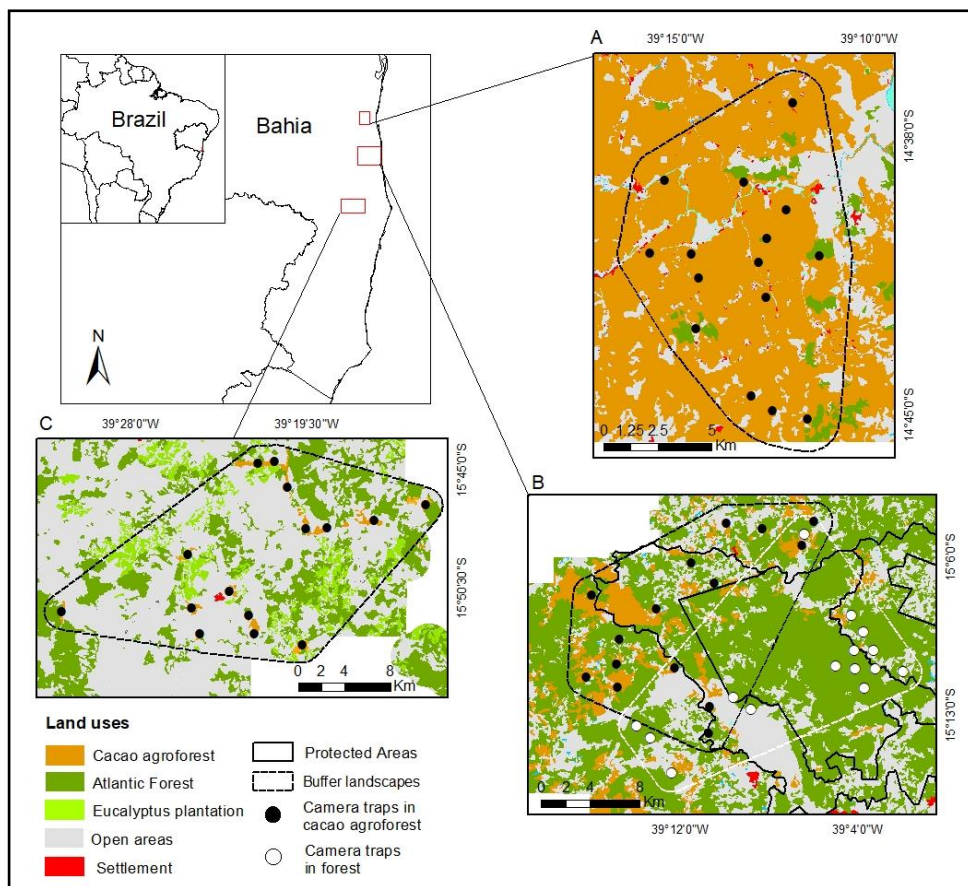 A
39°15'0"W
39°10'0"W
Brazil
Bahia
14°38'0"S
14°45'0"S
N
0 1.25 2.5 5
Km
C
39°28'0"W
39°19'30"W
15°45'0"S
15°50'30"S
0 2 4 8
Km
B
15°6'0"S
15°13'0"S
0 2 4 8
Km
39°12'0"W
39°4'0"W
Land uses
Cacao agroforest
Atlantic Forest
Eucalyptus plantation
Open areas
Settlement
Protected Areas
Buffer landscapes
Camera traps in
cacao agroforest
Camera traps
in forest